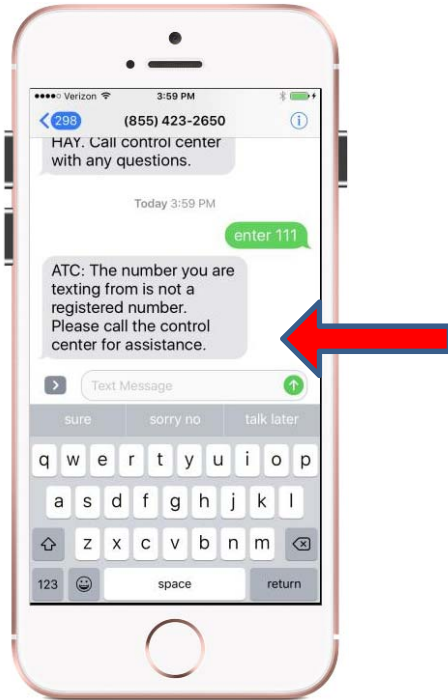 Verizon 3:59 PM
298 (855) 423-2650
HAY. Call control center
with any questions.
Today 3:59 PM
enter 111
ATC: The number you are
texting from is not a
registered number.
Please call the control
center for assistance.
Text Message
sure sorry no talk later
q w e r t y u i o p
a s d f g h j k l
z x c v b n m
123 space return